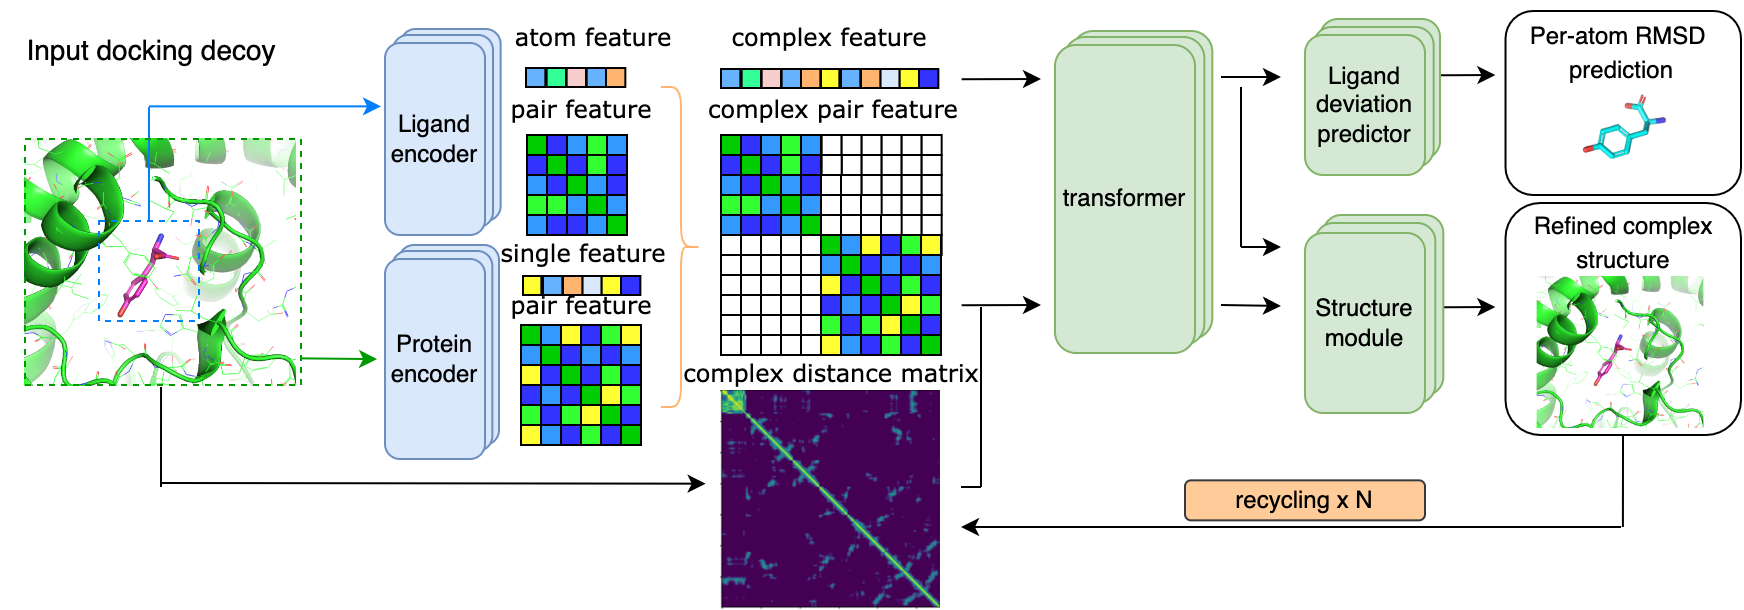 Input docking decoy
Ligand
encoder
Protein
encoder
atom feature
pair feature
single feature
pair feature
complex feature
complex pair feature
complex distance matrix
transformer
Ligand
deviation
predictor
Structure
module
Per-atom RMSD
prediction
Refined complex
structure
recycling x N